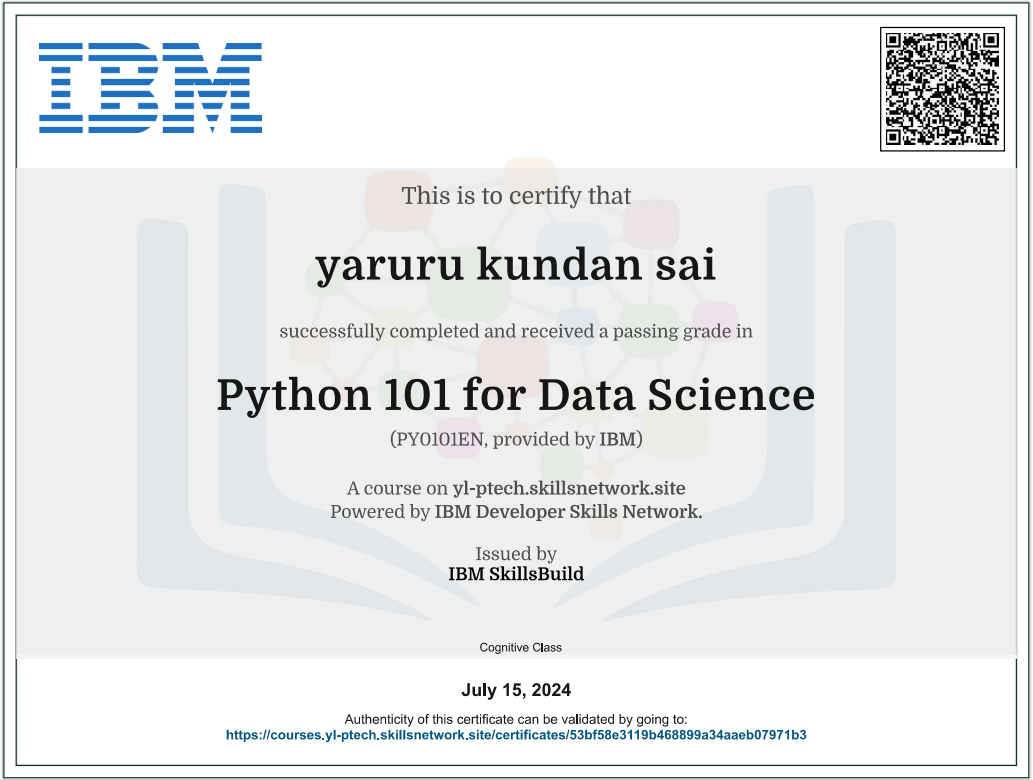 IBM
This is to certify that
yaruru kundan sai
successfully completed and received a passing grade in
Python 101 for Data Science
(PY0101EN, provided by IBM)
A course on yl-ptech.skillsnetwork.site
Powered by IBM Developer Skills Network.
Issued by
IBM SkillsBuild
Cognitive Class
July 15, 2024
Authenticity of this certificate can be validated by going to:
https://courses.yl-ptech.skillsnetwork.site/certificates/53bf58e3119b468899a34aaeb07971b3